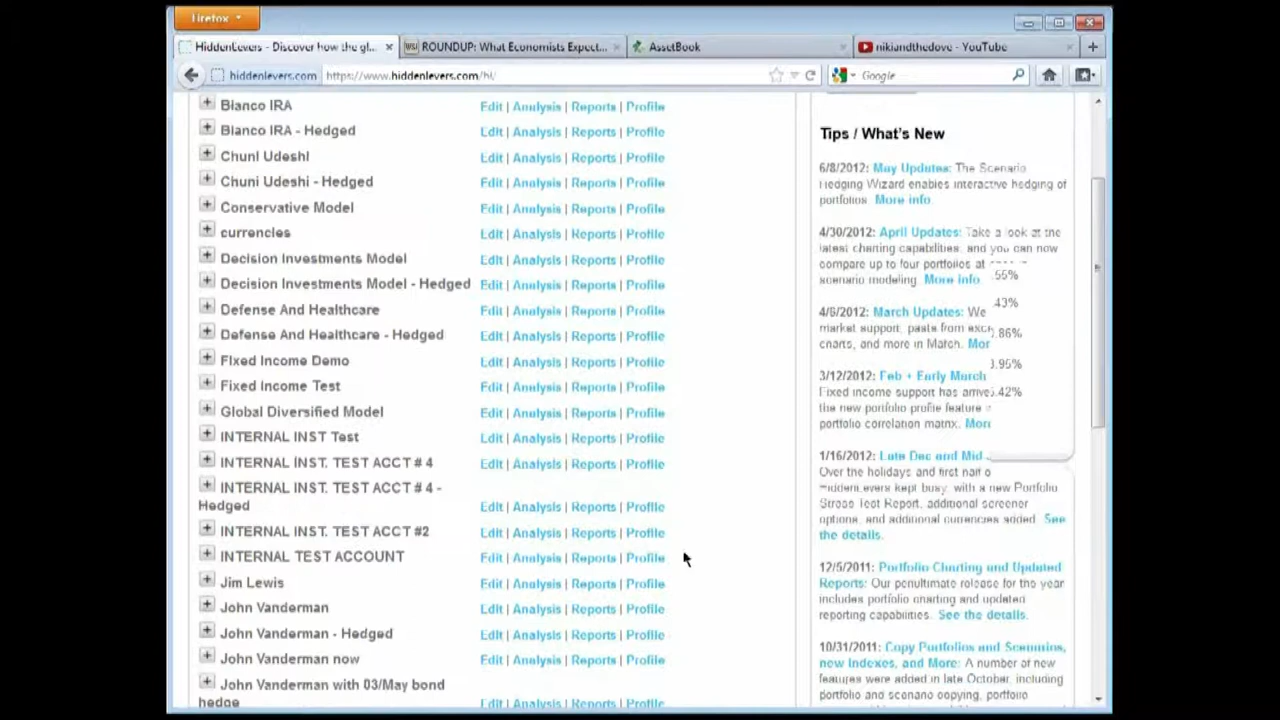 Firefox
HiddenLevers - Discover how the gl...
ROUNDUP: What Economists Expect...
AssetBook
nikiandthedove - YouTube
hiddenlevers.com
https://www.hiddenlevers.com/hl/
Google
Blanco IRA Edit | Analysis | Reports | Profile
Blanco IRA - Hedged Edit | Analysis | Reports | Profile
Chuni Udeshi Edit | Analysis | Reports | Profile
Chuni Udeshi - Hedged Edit | Analysis | Reports | Profile
Conservative Model Edit | Analysis | Reports | Profile
currencies Edit | Analysis | Reports | Profile
Decision Investments Model Edit | Analysis | Reports | Profile
Decision Investments Model - Hedged Edit | Analysis | Reports | Profile
Defense And Healthcare Edit | Analysis | Reports | Profile
Defense And Healthcare - Hedged Edit | Analysis | Reports | Profile
Fixed Income Demo Edit | Analysis | Reports | Profile
Fixed Income Test Edit | Analysis | Reports | Profile
Global Diversified Model Edit | Analysis | Reports | Profile
INTERNAL INST Test Edit | Analysis | Reports | Profile
INTERNAL INST. TEST ACCT # 4 Edit | Analysis | Reports | Profile
INTERNAL INST. TEST ACCT # 4 -
Hedged Edit | Analysis | Reports | Profile
INTERNAL INST. TEST ACCT #2 Edit | Analysis | Reports | Profile
INTERNAL TEST ACCOUNT Edit | Analysis | Reports | Profile
Jim Lewis Edit | Analysis | Reports | Profile
John Vanderman Edit | Analysis | Reports | Profile
John Vanderman - Hedged Edit | Analysis | Reports | Profile
John Vanderman now Edit | Analysis | Reports | Profile
John Vanderman with 03/May bond
hedge Edit | Analysis | Reports | Profile
Tips / What's New
6/8/2012: May Updates: The Scenario
Hedging Wizard enables interactive hedging of
portfolios. More info
4/30/2012: April Updates: Take a look at the
latest charting capabilities, and you can now
compare up to four portfolios at
scenario modeling. More info
.55%
.43%
4/6/2012: March Updates: We
market support, paste from
.86%
charts, and more in March.
.95%
3/12/2012: Feb + Early March
Fixed income support has
.42%
the new portfolio profile feature
portfolio correlation matrix.
1/16/2012: Late Dec and Mid
Over the holidays and first half o
HiddenLevers kept busy, with a new Portfolio
Stress Test Report, additional screener
options, and additional currencies added. See
the details.
12/5/2011: Portfolio Charting and Updated
Reports: Our penultimate release for the year
includes portfolio charting and updated
reporting capabilities. See the details.
10/31/2011: Copy Portfolios and Scenarios,
new Indexes, and More: A number of new
features were added in late October, including
portfolio and scenario copying, portfolio